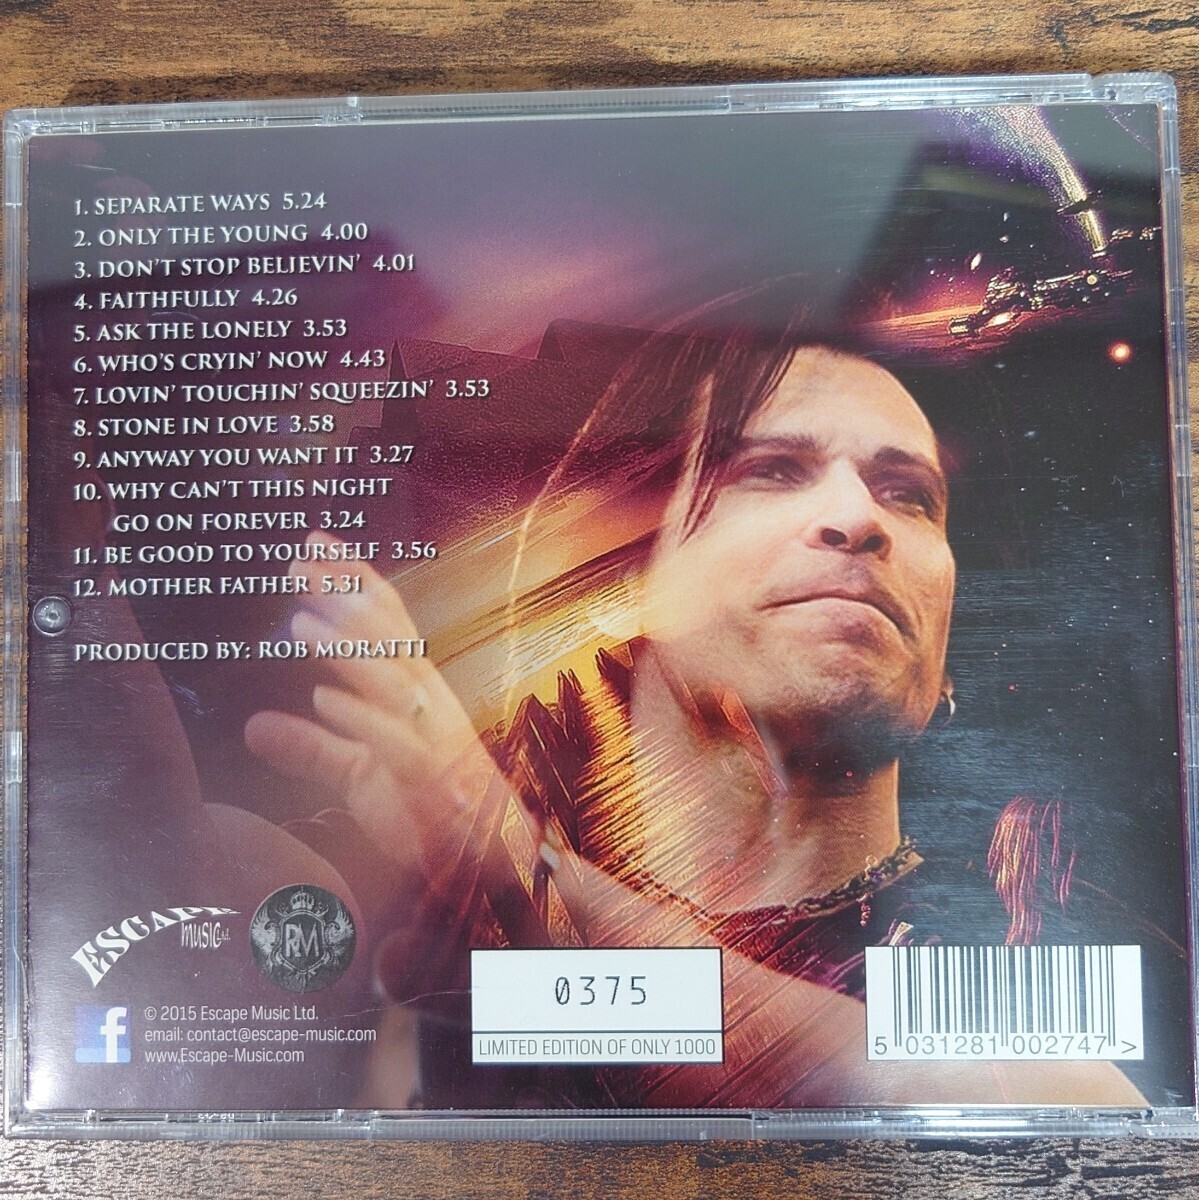 1. SEPARATE WAYS 5.24
2. ONLY THE YOUNG 4.00
3. DON'T STOP BELIEVIN' 4.01
4. FAITHFULLY 4.26
5. ASK THE LONELY 3.53
6. WHO'S CRYIN' NOW 4.43
7. LOVIN' TOUCHIN' SQUEEZIN' 3.53
8. STONE IN LOVE 3.58
9. ANYWAY YOU WANT IT 3.27
10. WHY CAN'T THIS NIGHT
GO ON FOREVER 3.24
11. BE GOOD TO YOURSELF 3.56
12. MOTHER FATHER 5.31
PRODUCED BY: ROB MORATTI
ESCAPE
MUSIC Ltd.
RM
f
© 2015 Escape Music Ltd.
email: contact@escape-music.com
www.Escape-Music.com
0375
LIMITED EDITION OF ONLY 1000
5 031281 002747 >